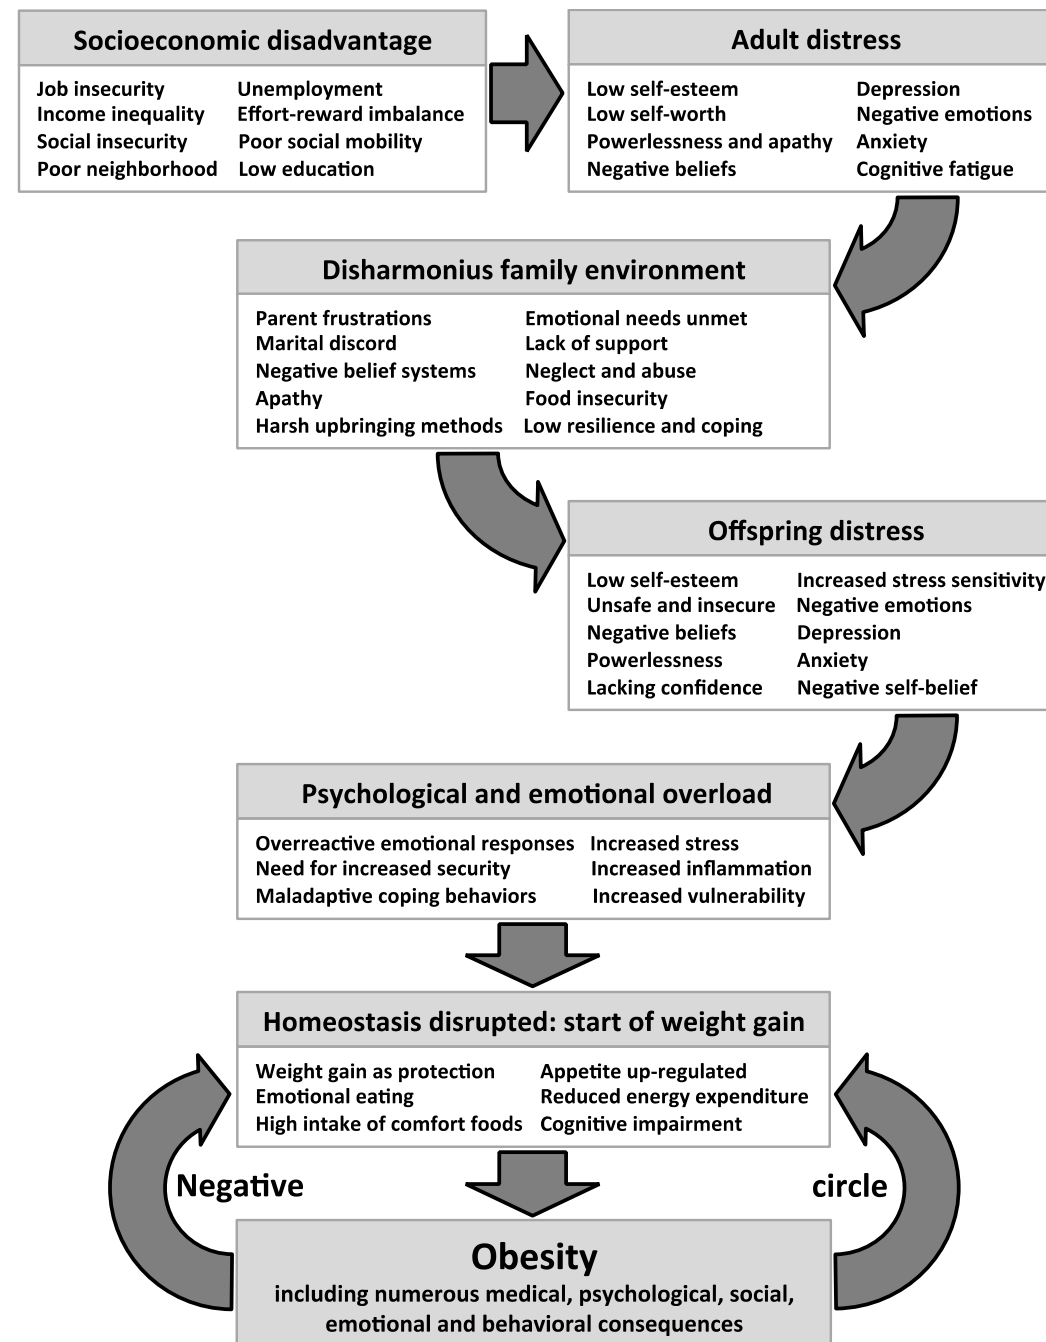 Socioeconomic disadvantage
Job insecurity Unemployment
Income inequality Effort-reward imbalance
Social insecurity Poor social mobility
Poor neighborhood Low education
Adult distress
Low self-esteem Depression
Low self-worth Negative emotions
Powerlessness and apathy Anxiety
Negative beliefs Cognitive fatigue
Disharmonius family environment
Parent frustrations Emotional needs unmet
Marital discord Lack of support
Negative belief systems Neglect and abuse
Apathy Food insecurity
Harsh upbringing methods Low resilience and coping
Offspring distress
Low self-esteem Increased stress sensitivity
Unsafe and insecure Negative emotions
Negative beliefs Depression
Powerlessness Anxiety
Lacking confidence Negative self-belief
Psychological and emotional overload
Overreactive emotional responses Increased stress
Need for increased security Increased inflammation
Maladaptive coping behaviors Increased vulnerability
Homeostasis disrupted: start of weight gain
Weight gain as protection Appetite up-regulated
Emotional eating Reduced energy expenditure
High intake of comfort foods Cognitive impairment
Negative circle
Obesity
including numerous medical, psychological, social,
emotional and behavioral consequences